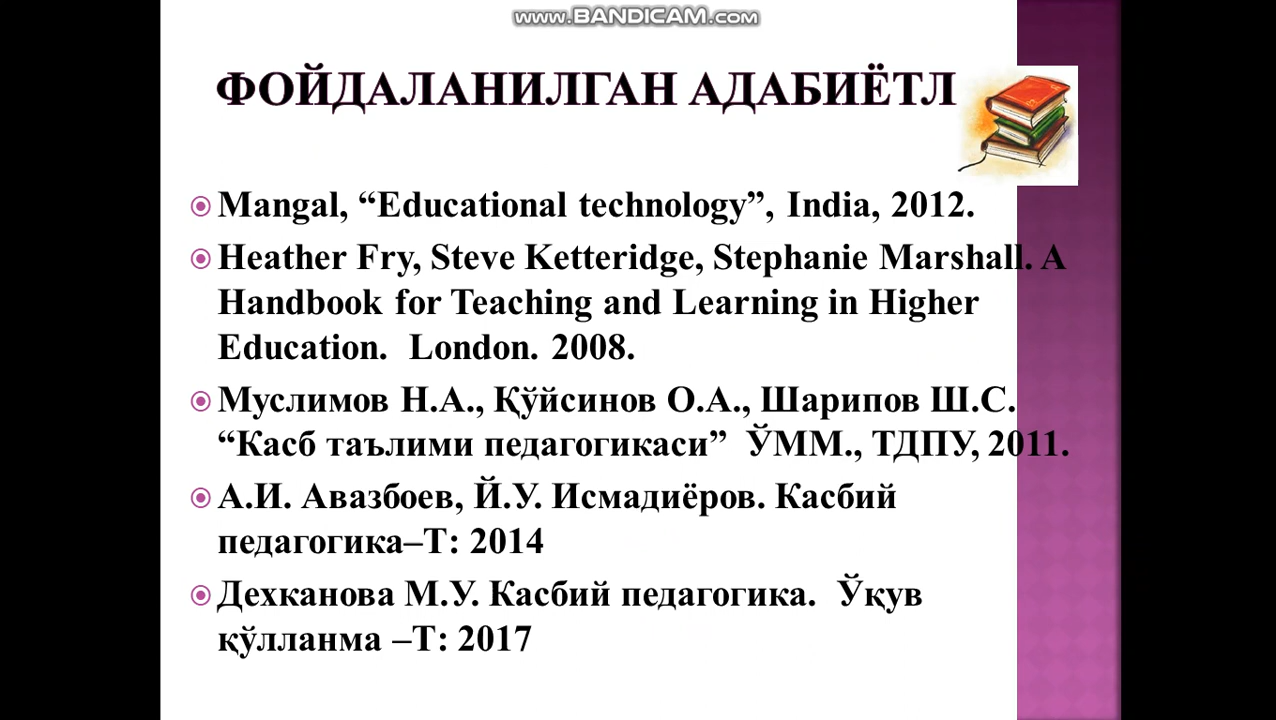 www.BANDICAM.com
ФОЙДАЛАНИЛГАН АДАБИЁТЛ
Mangal, “Educational technology”, India, 2012.
Heather Fry, Steve Ketteridge, Stephanie Marshall. A
Handbook for Teaching and Learning in Higher
Education. London. 2008.
Муслимов Н.А., Қўйсинов О.А., Шарипов Ш.С.
“Касб таълими педагогикаси” ЎММ., ТДПУ, 2011.
А.И. Авазбоев, Й.У. Исмадиёров. Касбий
педагогика–Т: 2014
Дехканова М.У. Касбий педагогика. Ўқув
қўлланма –Т: 2017